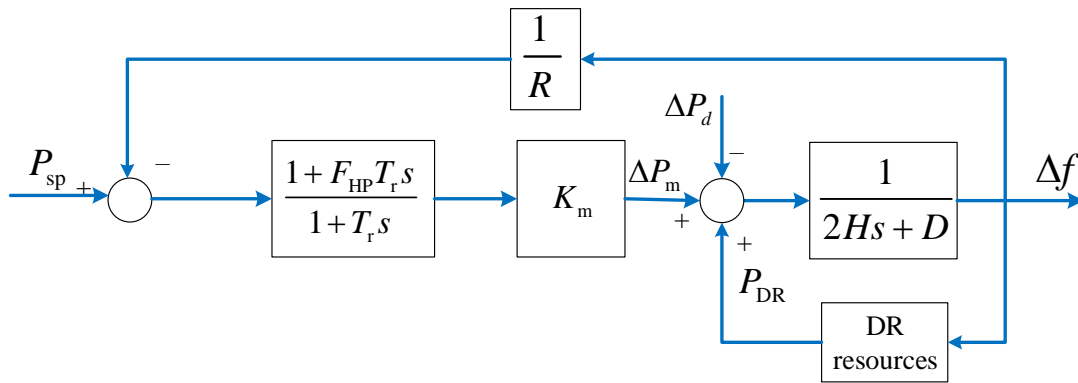 1
R
ΔP_d
P_sp
+
−
1 + F_HP T_r s
1 + T_r s
K_m
ΔP_m
+
−
+
1
2Hs + D
Δf
P_DR
DR
resources